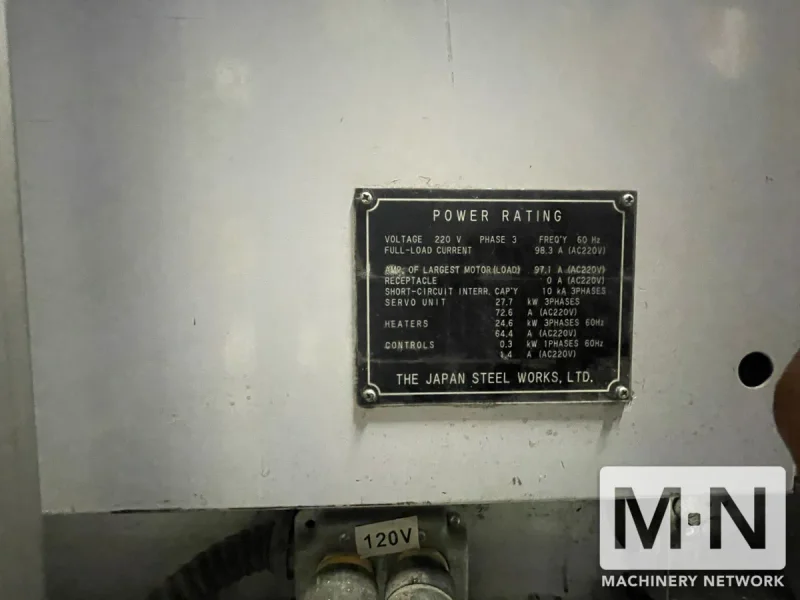 POWER RATING
VOLTAGE 220 V PHASE 3 FREQ'Y 60 Hz
FULL-LOAD CURRENT 98.3 A (AC220V)
AMP. OF LARGEST MOTOR(LOAD) 97.1 A (AC220V)
RECEPTACLE 0 A (AC220V)
SHORT-CIRCUIT INTERR. CAP'Y 10 kA 3PHASES
SERVO UNIT 27.7 kW 3PHASES
72.6 A (AC220V)
HEATERS 24.6 kW 3PHASES 60Hz
64.4 A (AC220V)
CONTROLS 0.3 kW 1PHASES 60Hz
1.4 A (AC220V)
THE JAPAN STEEL WORKS, LTD.
120V
M·N
MACHINERY NETWORK